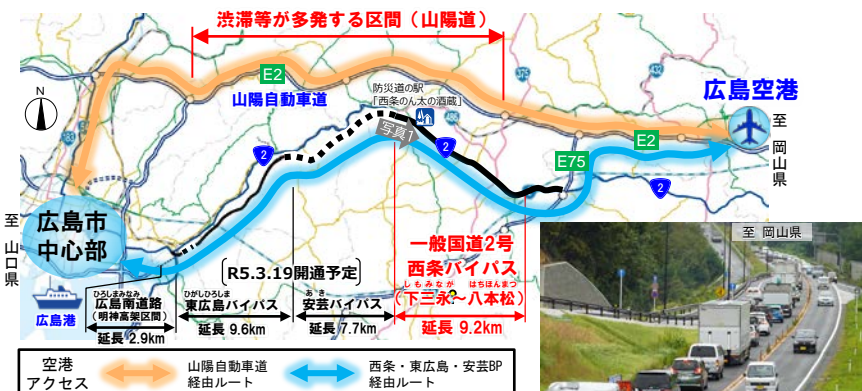 渋滞等が多発する区間（山陽道）
E2
山陽自動車道
防災道の駅
「西条のん太の酒蔵」
375
432
486
広島空港
至 岡山県
N
写真1
2
2
E2
E75
2
183
至 山口県
広島市
中心部
広島港
[R5.3.19開通予定]
一般国道2号
西条バイパス
しもみなが はちほんまつ
（下三永～八本松）
ひろしまみなみ
広島南道路
（明神高架区間）
延長 2.9km
ひがしひろしま
東広島バイパス
延長 9.6km
あき
安芸バイパス
延長 7.7km
延長 9.2km
至 岡山県
空港
アクセス
山陽自動車道
経由ルート
西条・東広島・安芸BP
経由ルート